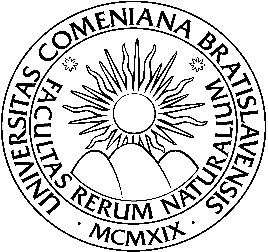 UNIVERSITAS COMENIANA BRATISLAVENSIS
FACULTAS RERUM NATURALIUM
· MCMXIX ·